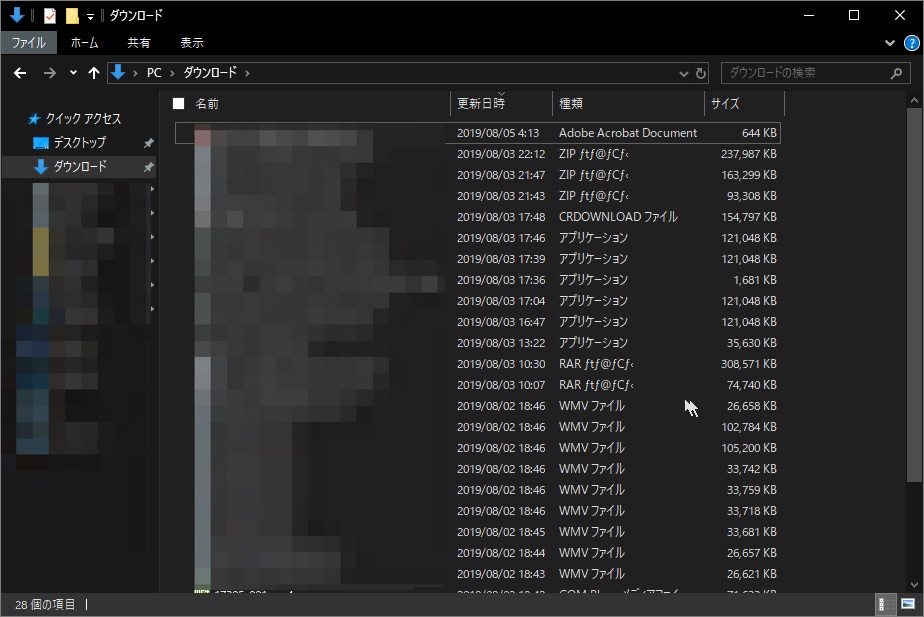 ダウンロード
ファイル ホーム 共有 表示
PC ダウンロード ダウンロードの検索
名前 更新日時 種類 サイズ
クイック アクセス
デスクトップ
ダウンロード
2019/08/05 4:13 Adobe Acrobat Document 644 KB
2019/08/03 22:12 ZIP ƒtƒ@ƒCƒ‹ 237,987 KB
2019/08/03 21:47 ZIP ƒtƒ@ƒCƒ‹ 163,299 KB
2019/08/03 21:43 ZIP ƒtƒ@ƒCƒ‹ 93,308 KB
2019/08/03 17:48 CRDOWNLOAD ファイル 154,797 KB
2019/08/03 17:46 アプリケーション 121,048 KB
2019/08/03 17:39 アプリケーション 121,048 KB
2019/08/03 17:36 アプリケーション 1,681 KB
2019/08/03 17:04 アプリケーション 121,048 KB
2019/08/03 16:47 アプリケーション 121,048 KB
2019/08/03 13:22 アプリケーション 35,630 KB
2019/08/03 10:30 RAR ƒtƒ@ƒCƒ‹ 308,571 KB
2019/08/03 10:07 RAR ƒtƒ@ƒCƒ‹ 74,740 KB
2019/08/02 18:46 WMV ファイル 26,658 KB
2019/08/02 18:46 WMV ファイル 102,784 KB
2019/08/02 18:46 WMV ファイル 105,200 KB
2019/08/02 18:46 WMV ファイル 33,742 KB
2019/08/02 18:46 WMV ファイル 33,759 KB
2019/08/02 18:46 WMV ファイル 33,718 KB
2019/08/02 18:45 WMV ファイル 33,681 KB
2019/08/02 18:44 WMV ファイル 26,657 KB
2019/08/02 18:43 WMV ファイル 26,621 KB
28 個の項目